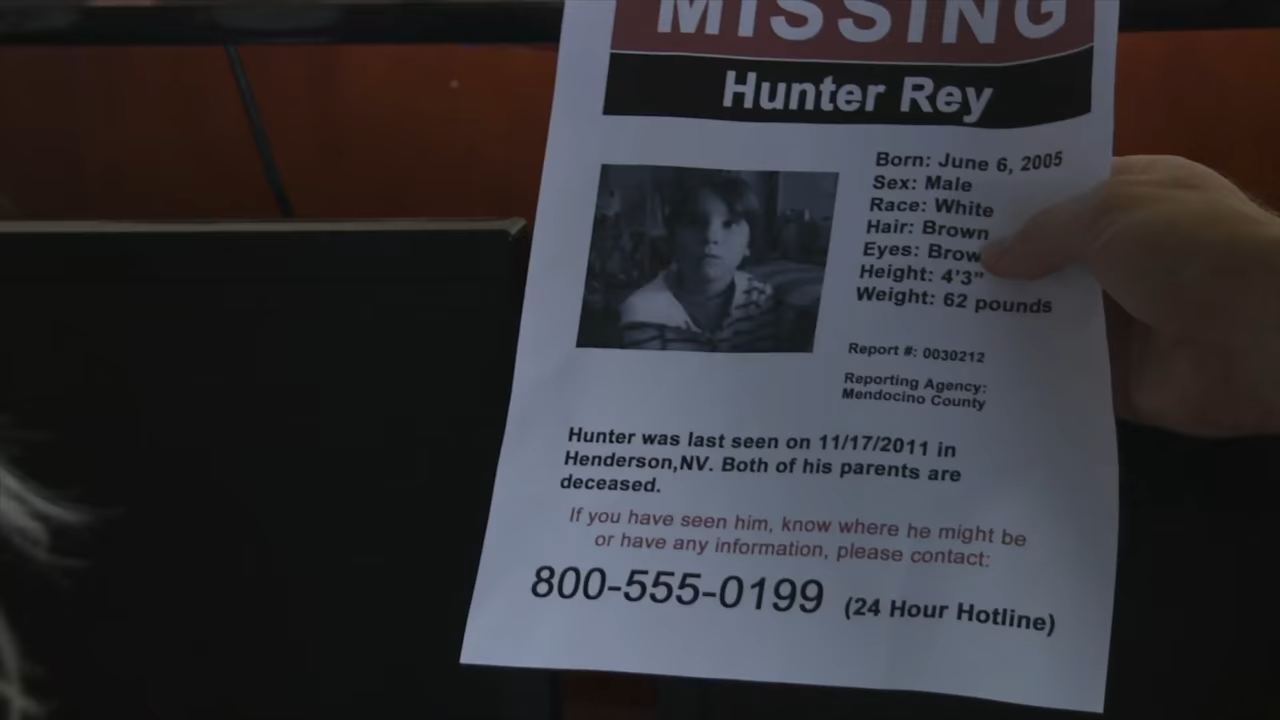 MISSING
Hunter Rey
Born: June 6, 2005
Sex: Male
Race: White
Hair: Brown
Eyes: Brow
Height: 4'3"
Weight: 62 pounds
Report #: 0030212
Reporting Agency:
Mendocino County
Hunter was last seen on 11/17/2011 in
Henderson,NV. Both of his parents are
deceased.
If you have seen him, know where he might be
or have any information, please contact:
800-555-0199 (24 Hour Hotline)